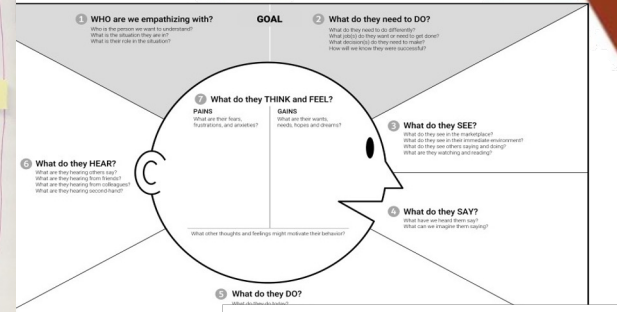 1 WHO are we empathizing with?
Who is the person we want to understand?
What is the situation they are in?
What is their role in the situation?
GOAL
2 What do they need to DO?
What do they need to do differently?
What job(s) do they want or need to get done?
What decision(s) do they need to make?
How will we know they were successful?
7 What do they THINK and FEEL?
PAINS
What are their fears,
frustrations, and anxieties?
GAINS
What are their wants,
needs, hopes and dreams?
3 What do they SEE?
What do they see in the marketplace?
What do they see in their immediate environment?
What do they see others saying and doing?
What are they watching and reading?
6 What do they HEAR?
What are they hearing others say?
What are they hearing from friends?
What are they hearing from colleagues?
What are they hearing second-hand?
4 What do they SAY?
What have we heard them say?
What can we imagine them saying?
What other thoughts and feelings might motivate their behavior?
5 What do they DO?
What do they do today?